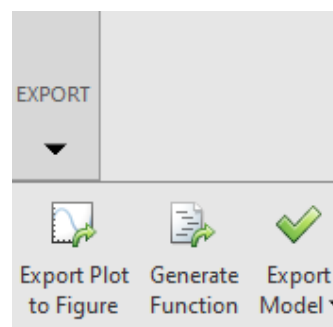 EXPORT
Export Plot
to Figure
Generate
Function
Export
Model